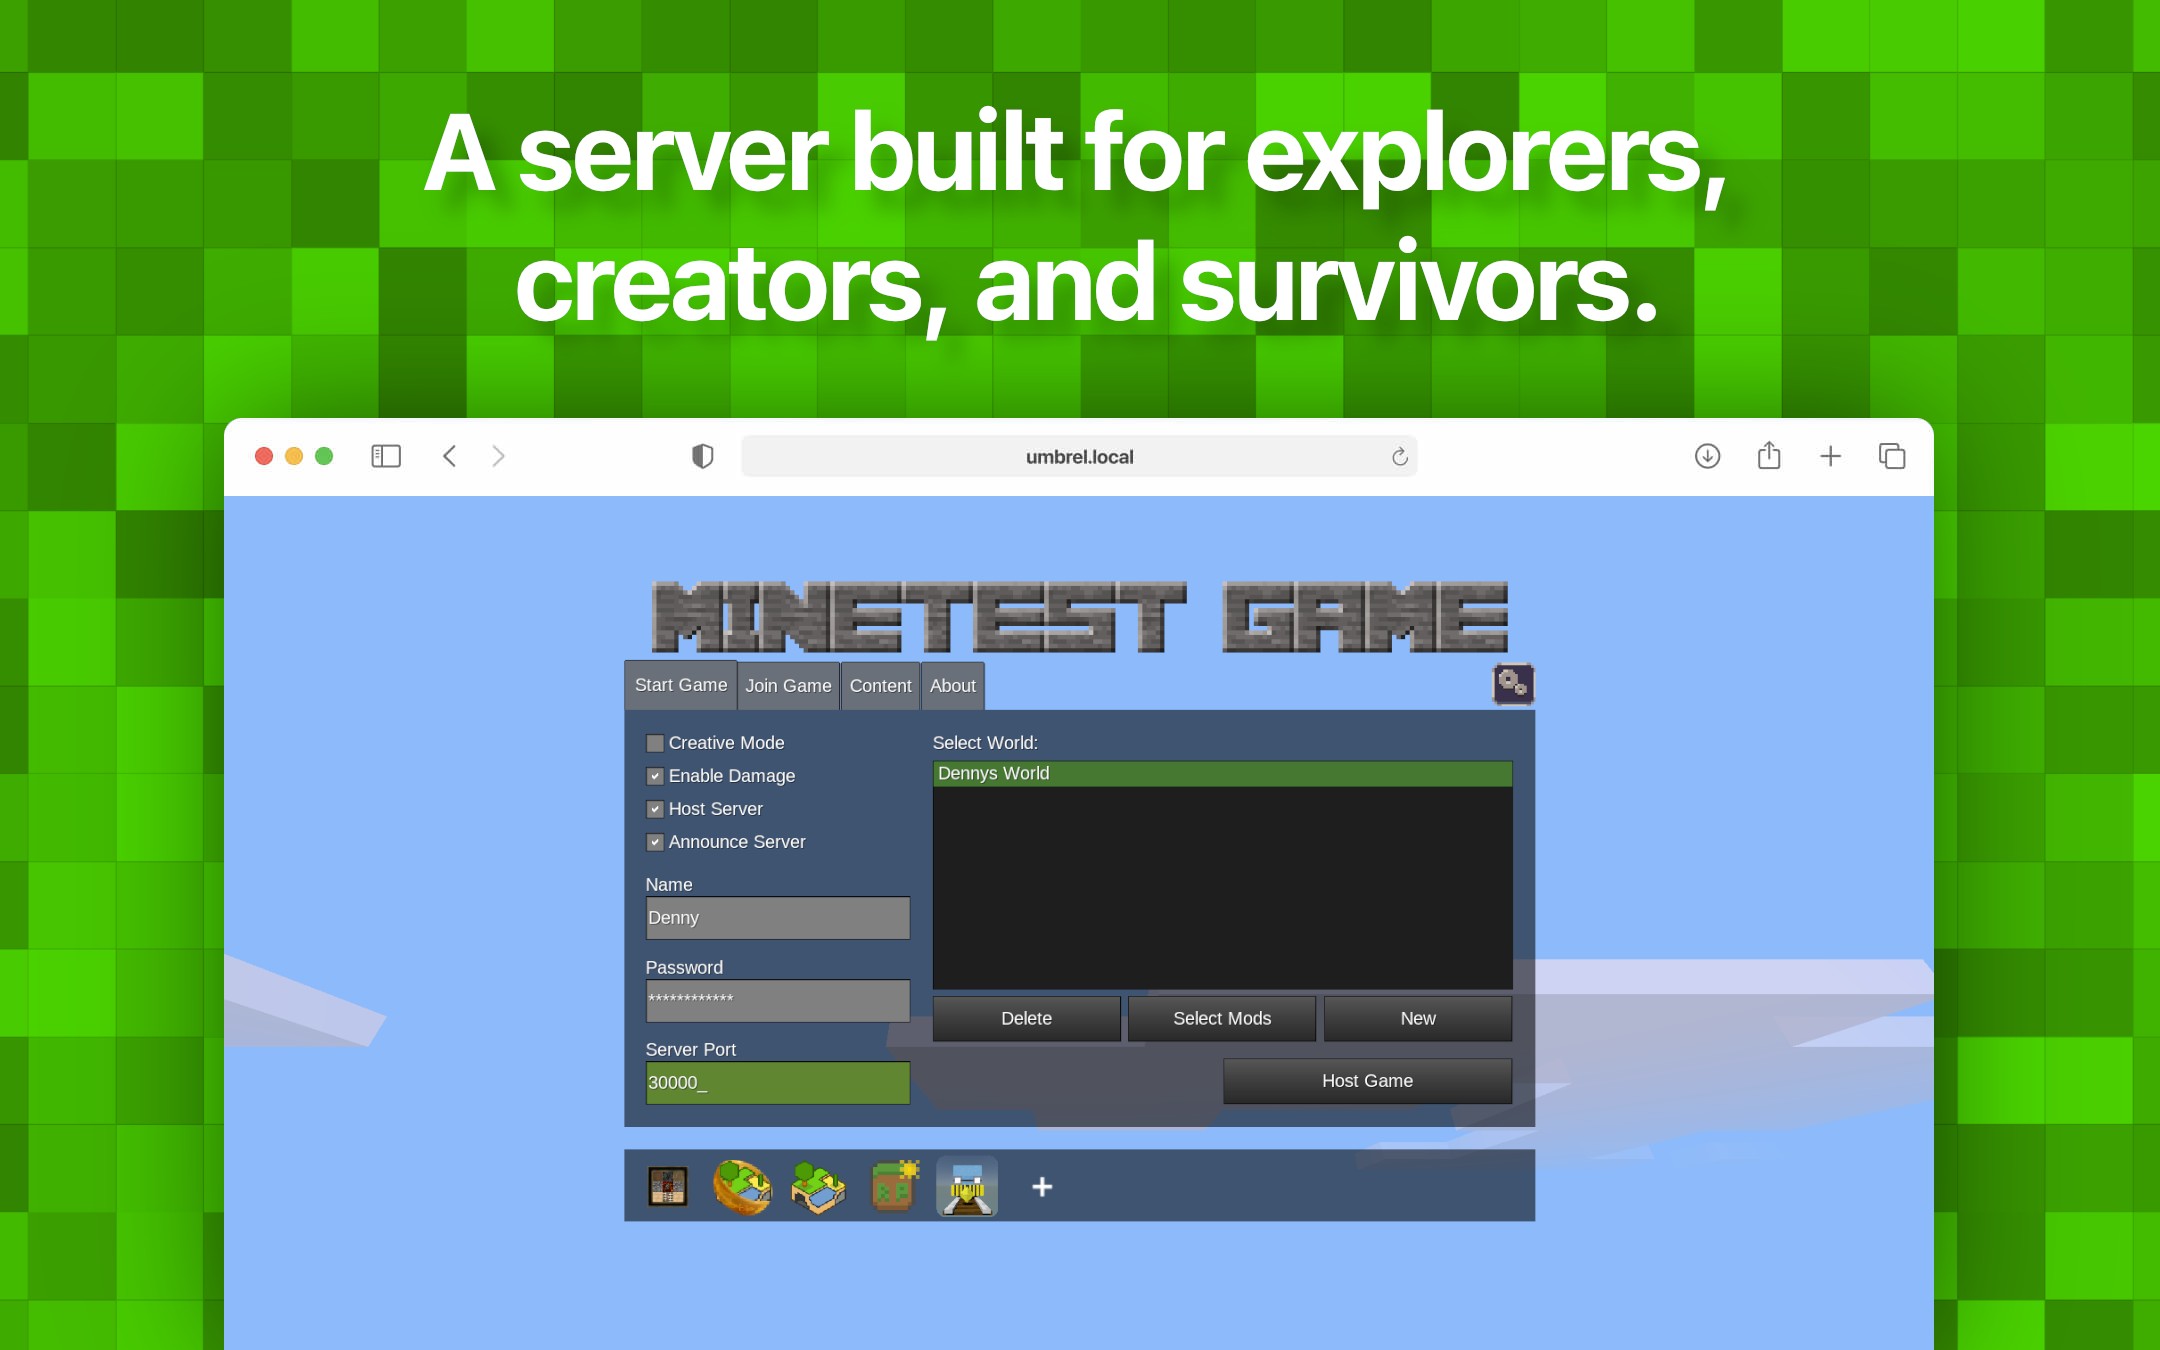 A server built for explorers,
creators, and survivors.
umbrel.local
MINETEST GAME
Start Game
Join Game
Content
About
Creative Mode
Enable Damage
Host Server
Announce Server
Name
Denny
Password
************
Server Port
30000_
Select World:
Dennys World
Delete
Select Mods
New
Host Game